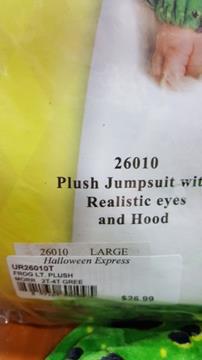 26010
Plush Jumpsuit wit
Realistic eyes
and Hood
26010 LARGE
Halloween Express
UR26010T
FROG LT. PLUSH
MORR 2T-4T GREE
$26.99